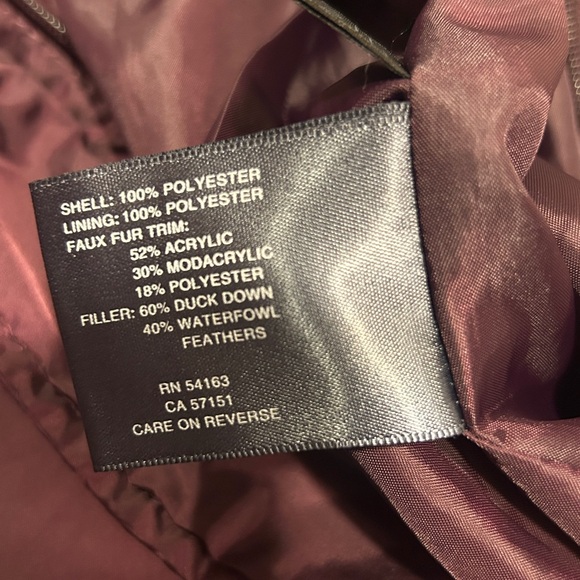 SHELL: 100% POLYESTER
LINING: 100% POLYESTER
FAUX FUR TRIM:
52% ACRYLIC
30% MODACRYLIC
18% POLYESTER
FILLER: 60% DUCK DOWN
40% WATERFOWL
FEATHERS
RN 54163
CA 57151
CARE ON REVERSE